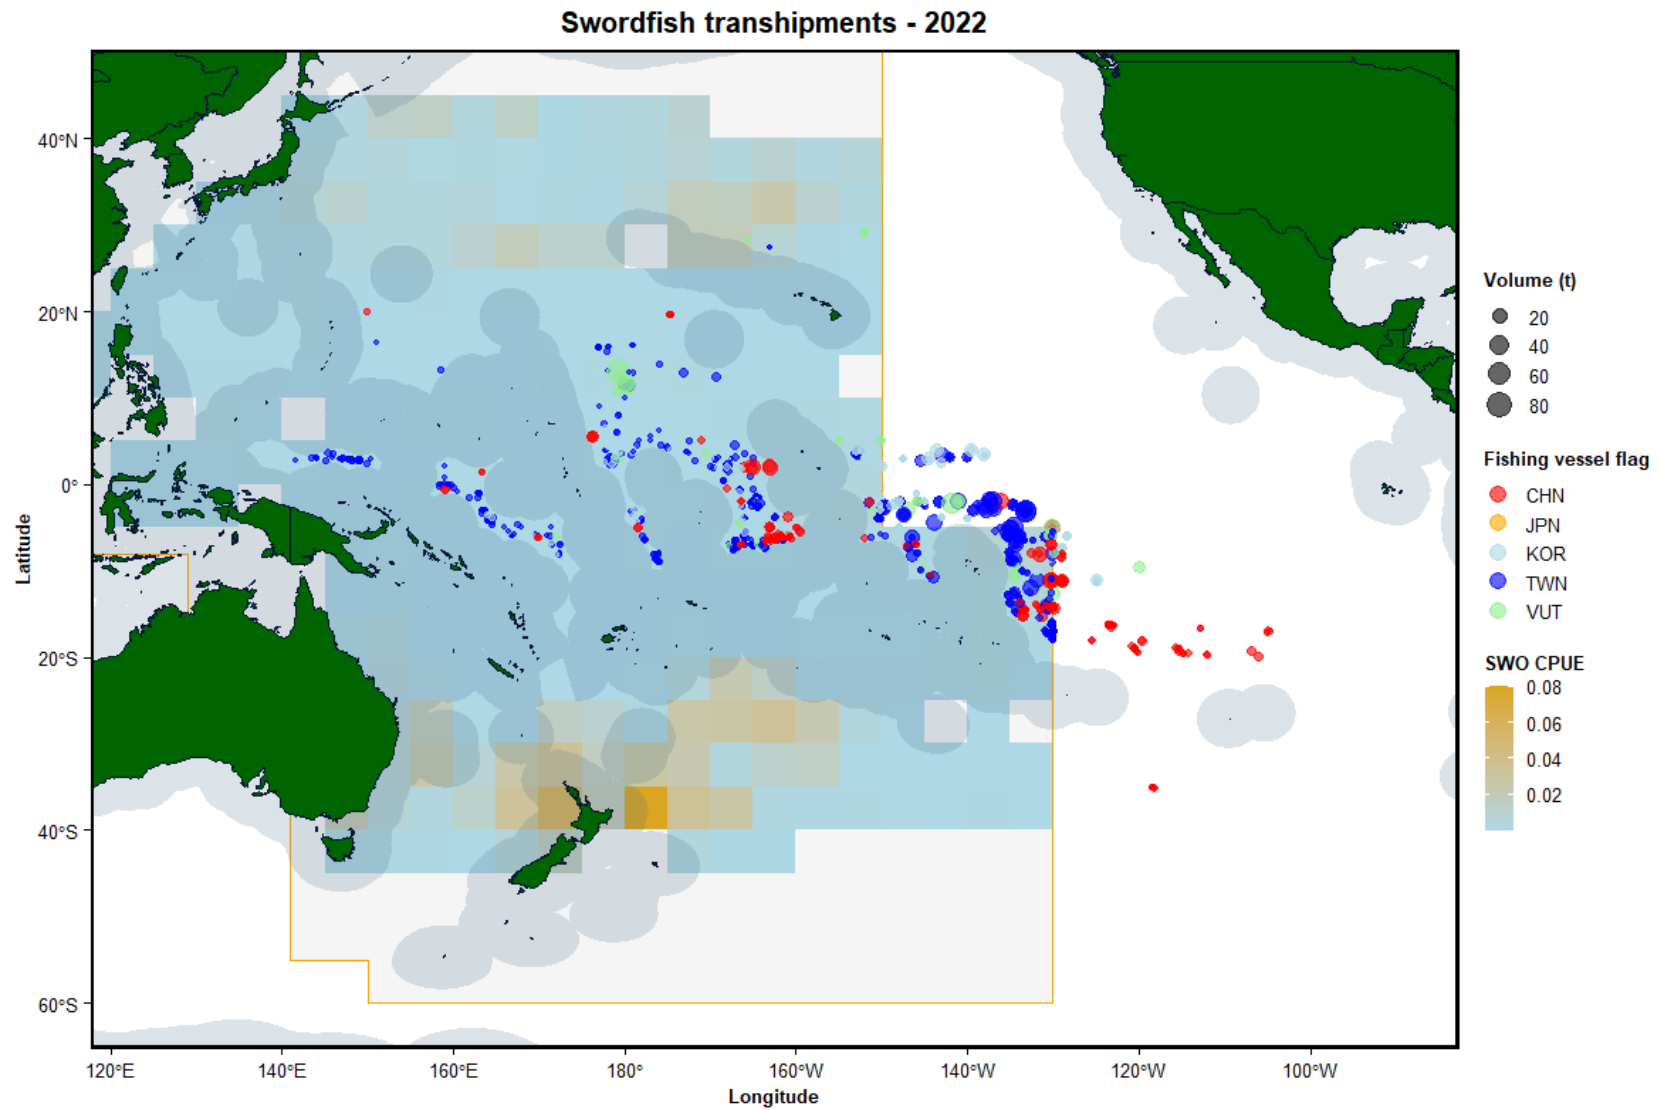 Swordfish transhipments - 2022
40°N
20°N
0°
20°S
40°S
60°S
Latitude
120°E
140°E
160°E
180°
160°W
140°W
120°W
100°W
Longitude
Volume (t)
20
40
60
80
Fishing vessel flag
CHN
JPN
KOR
TWN
VUT
SWO CPUE
0.08
0.06
0.04
0.02